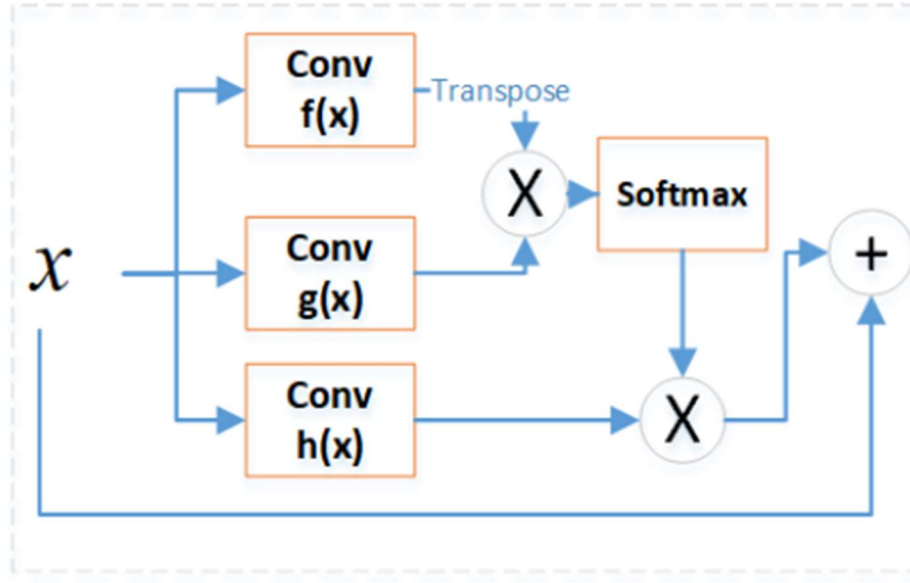 Conv
f(x)
Transpose
X
Softmax
x
Conv
g(x)
+
Conv
h(x)
X